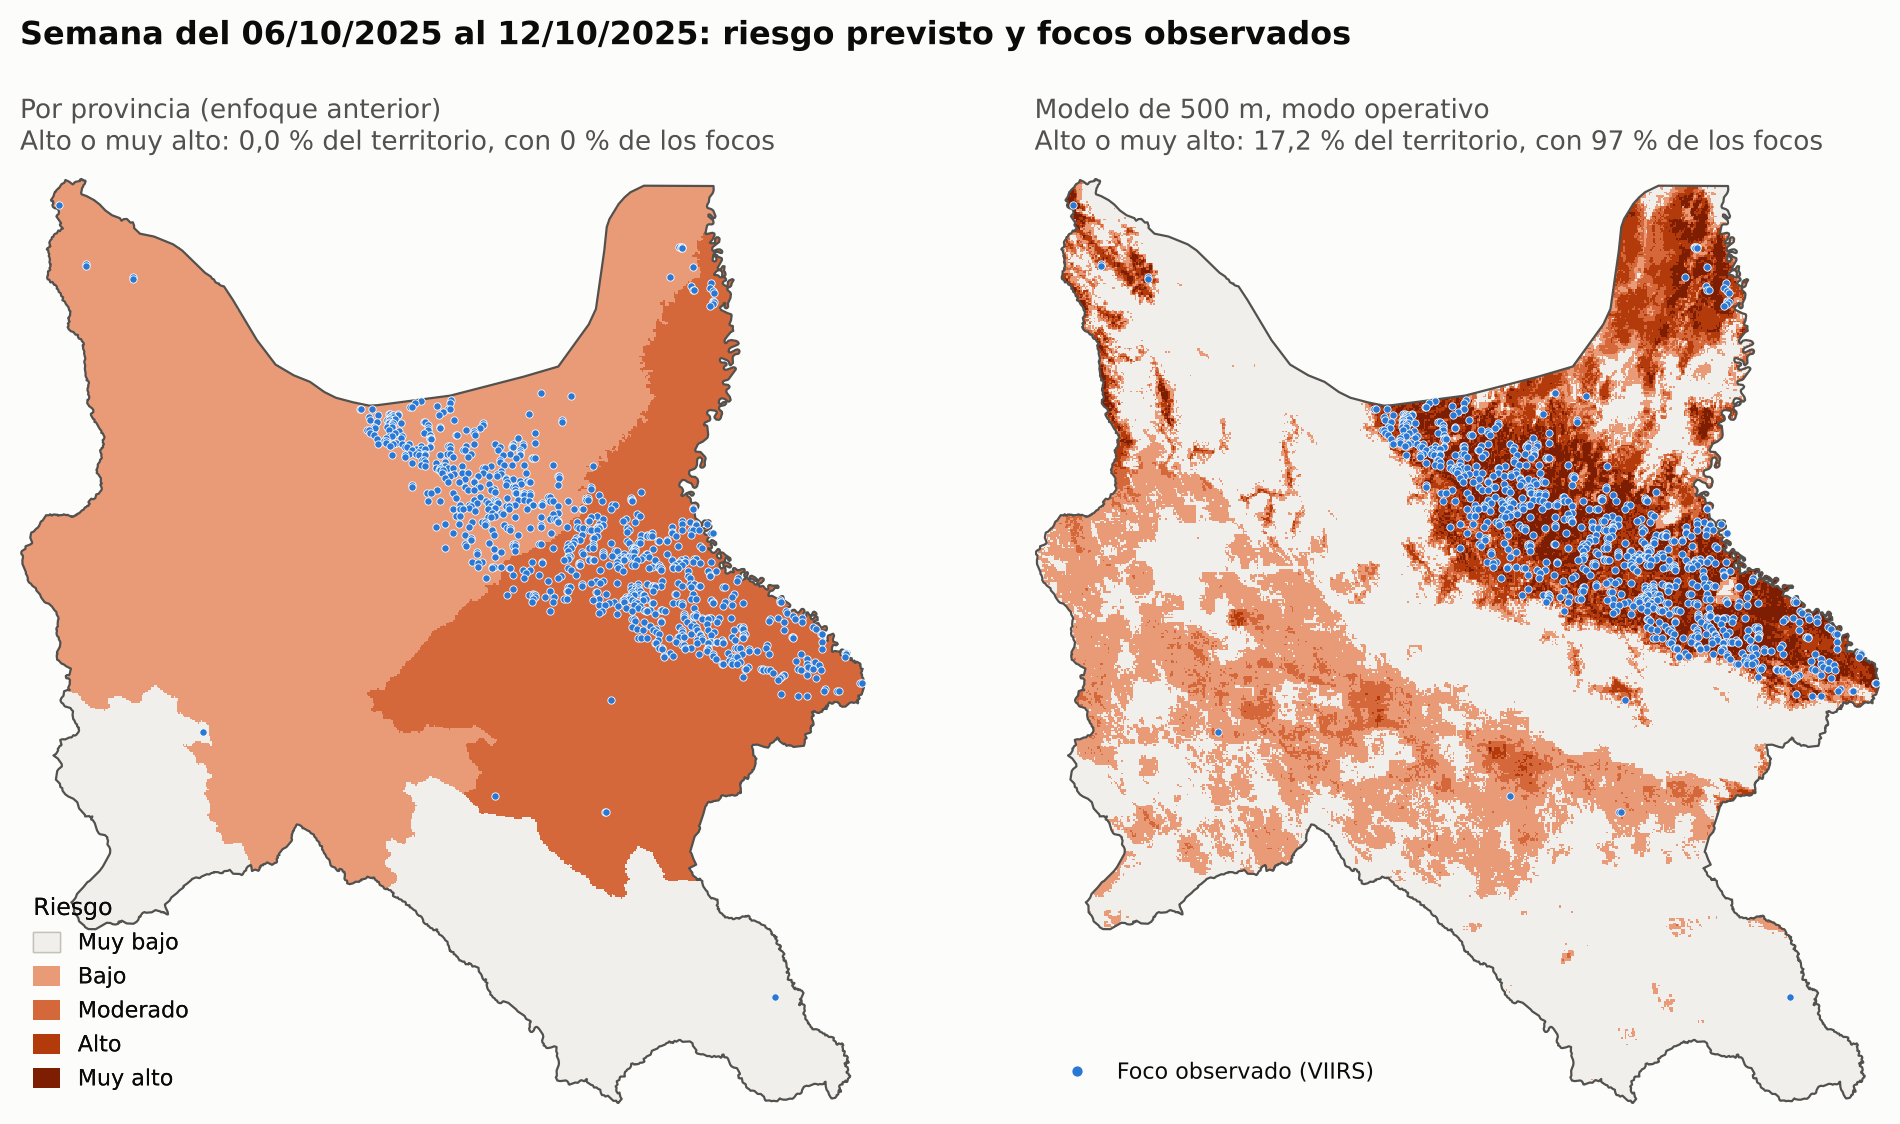 Semana del 06/10/2025 al 12/10/2025: riesgo previsto y focos observados
Por provincia (enfoque anterior)
Alto o muy alto: 0,0 % del territorio, con 0 % de los focos
Modelo de 500 m, modo operativo
Alto o muy alto: 17,2 % del territorio, con 97 % de los focos
Riesgo
Muy bajo
Bajo
Moderado
Alto
Muy alto
Foco observado (VIIRS)